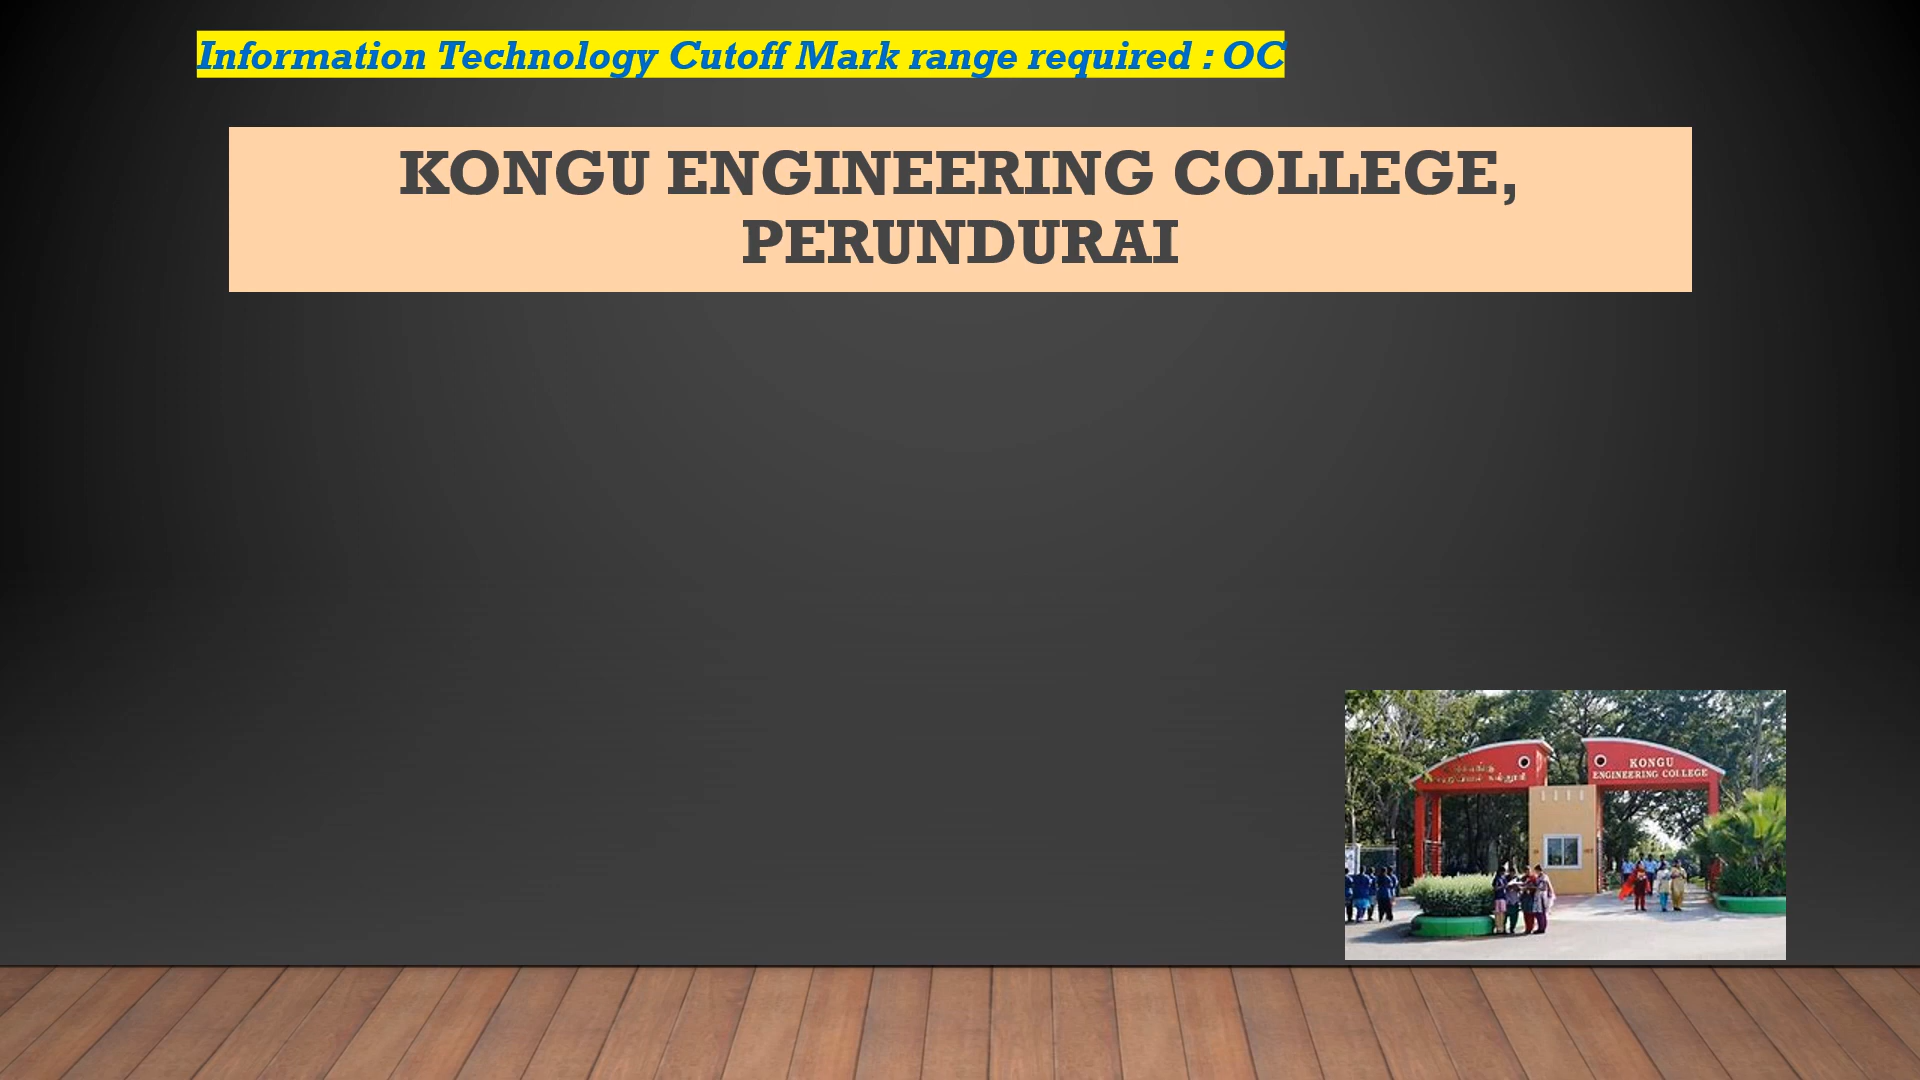 Information Technology Cutoff Mark range required : OC
KONGU ENGINEERING COLLEGE,
PERUNDURAI
KONGU
ENGINEERING COLLEGE